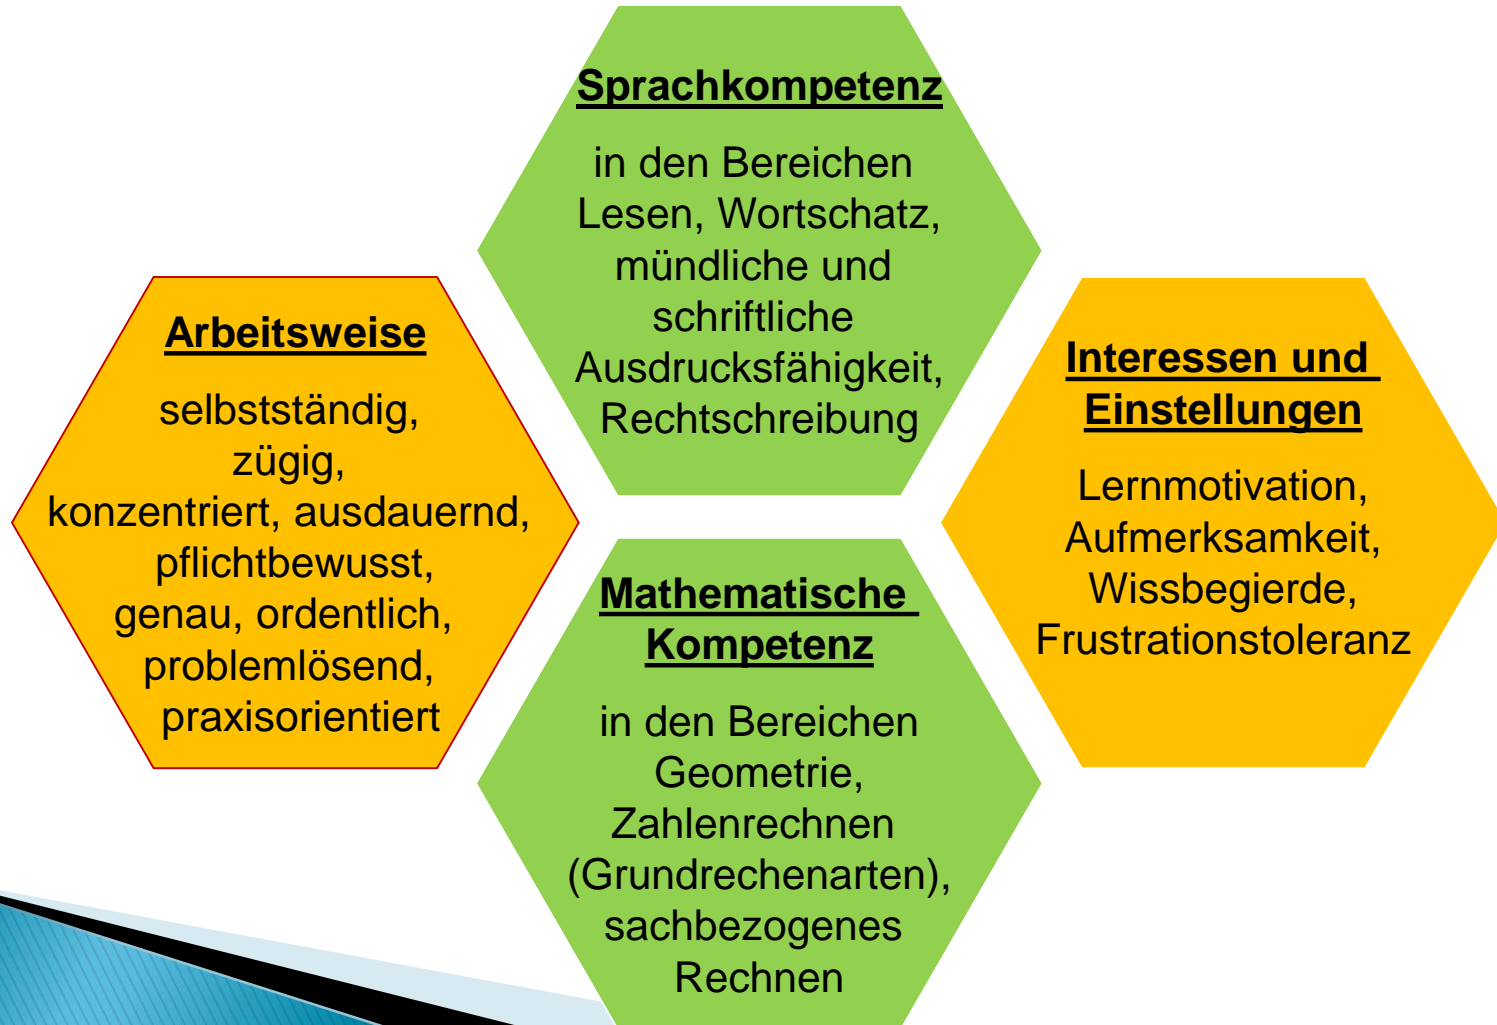 Sprachkompetenz
in den Bereichen
Lesen, Wortschatz,
mündliche und
schriftliche
Ausdrucksfähigkeit,
Rechtschreibung
Arbeitsweise
selbstständig,
zügig,
konzentriert, ausdauernd,
pflichtbewusst,
genau, ordentlich,
problemlösend,
praxisorientiert
Interessen und
Einstellungen
Lernmotivation,
Aufmerksamkeit,
Wissbegierde,
Frustrationstoleranz
Mathematische
Kompetenz
in den Bereichen
Geometrie,
Zahlenrechnen
(Grundrechenarten),
sachbezogenes
Rechnen